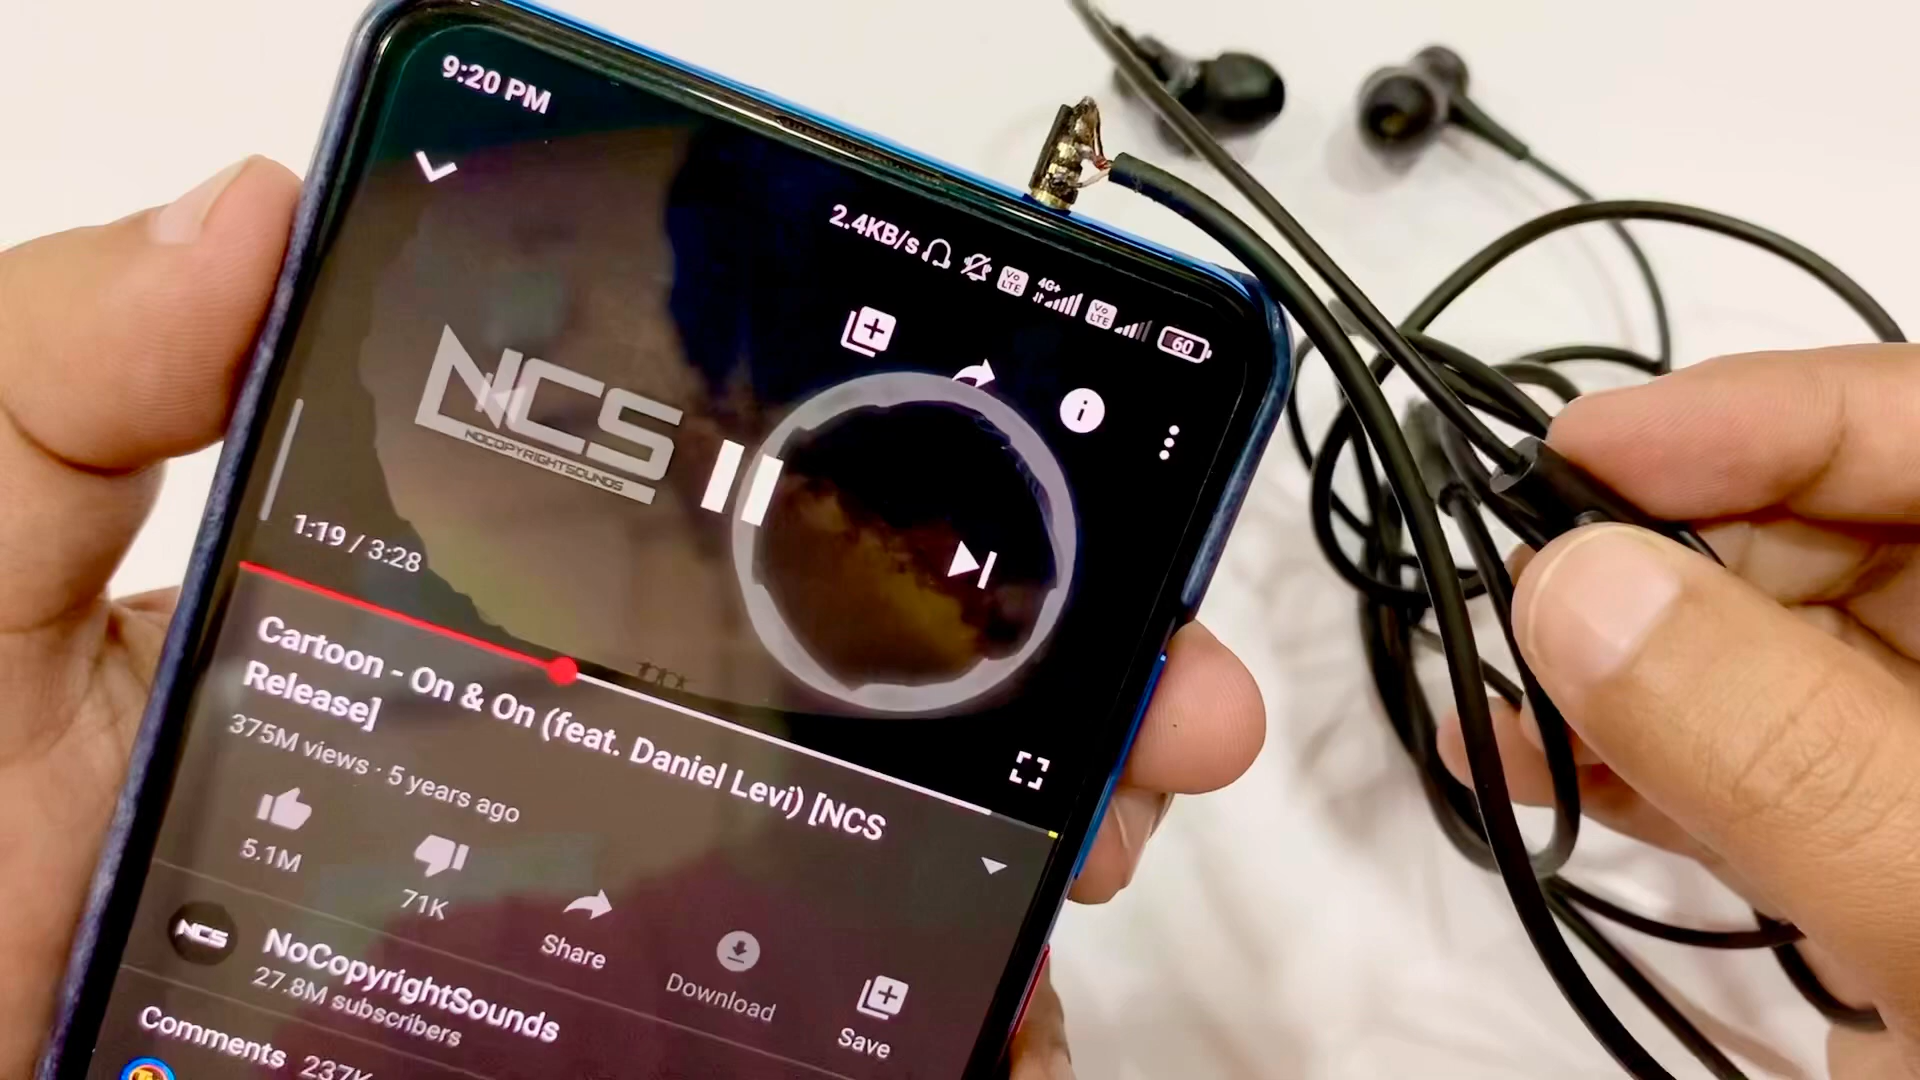 9:20 PM
2.4KB/s
Vo LTE
4G+
Vo LTE
60
NCS
NOCOPYRIGHTSOUNDS
1:19 / 3:28
Cartoon - On & On (feat. Daniel Levi) [NCS
Release]
375M views · 5 years ago
5.1M
71K
Share
Download
Save
NCS
NoCopyrightSounds
27.8M subscribers
Comments 237K